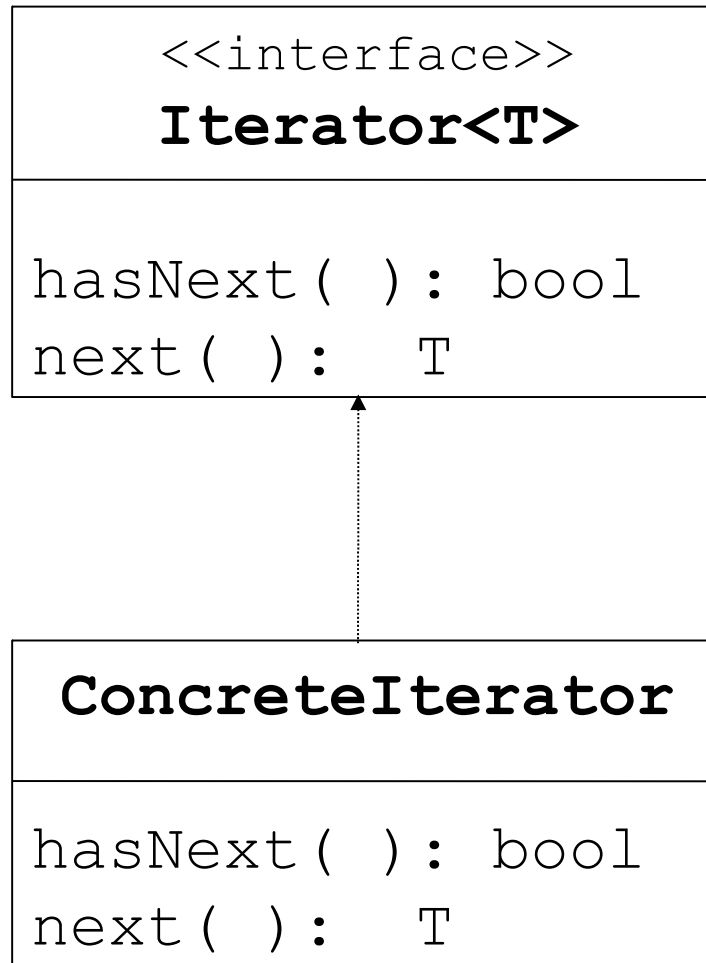 <<interface>>
Iterator<T>
hasNext( ): bool
next( ):  T
ConcreteIterator
hasNext( ): bool
next( ):  T